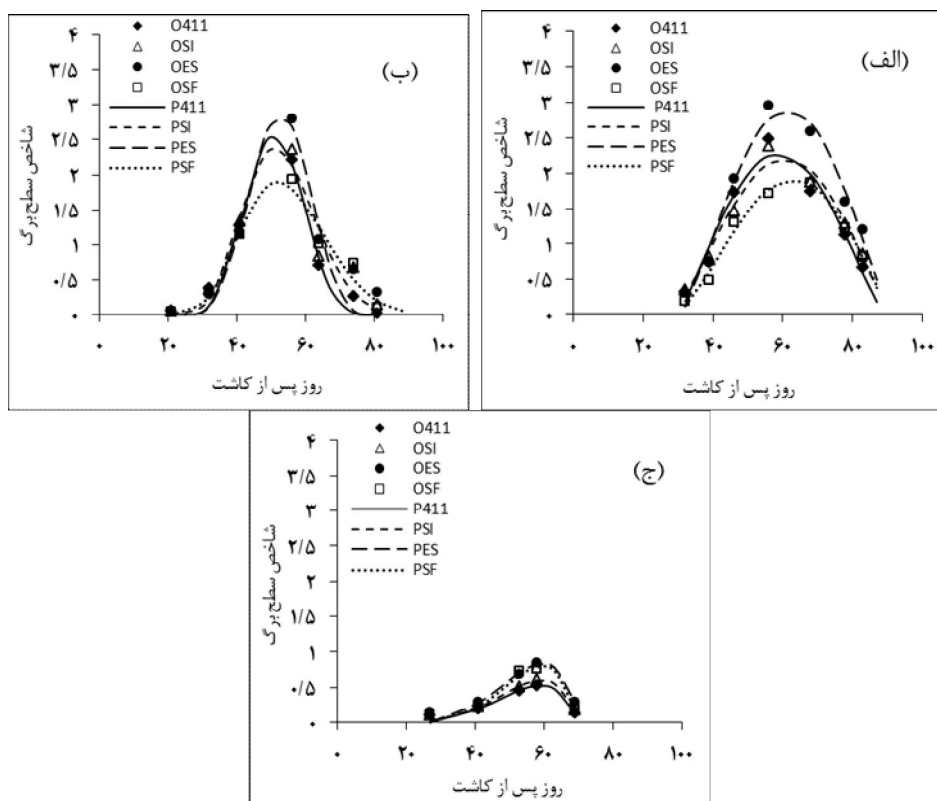 (الف)
O411
OSI
OES
OSF
P411
PSI
PES
PSF
۴
۳/۵
۳
۲/۵
۲
۱/۵
۱
۰/۵
۰
۰ ۲۰ ۴۰ ۶۰ ۸۰ ۱۰۰
شاخص سطح برگ
روز پس از کاشت
(ب)
O411
OSI
OES
OSF
P411
PSI
PES
PSF
۴
۳/۵
۳
۲/۵
۲
۱/۵
۱
۰/۵
۰
۰ ۲۰ ۴۰ ۶۰ ۸۰ ۱۰۰
شاخص سطح برگ
روز پس از کاشت
(ج)
O411
OSI
OES
OSF
P411
PSI
PES
PSF
۴
۳/۵
۳
۲/۵
۲
۱/۵
۱
۰/۵
۰
۰ ۲۰ ۴۰ ۶۰ ۸۰ ۱۰۰
شاخص سطح برگ
روز پس از کاشت